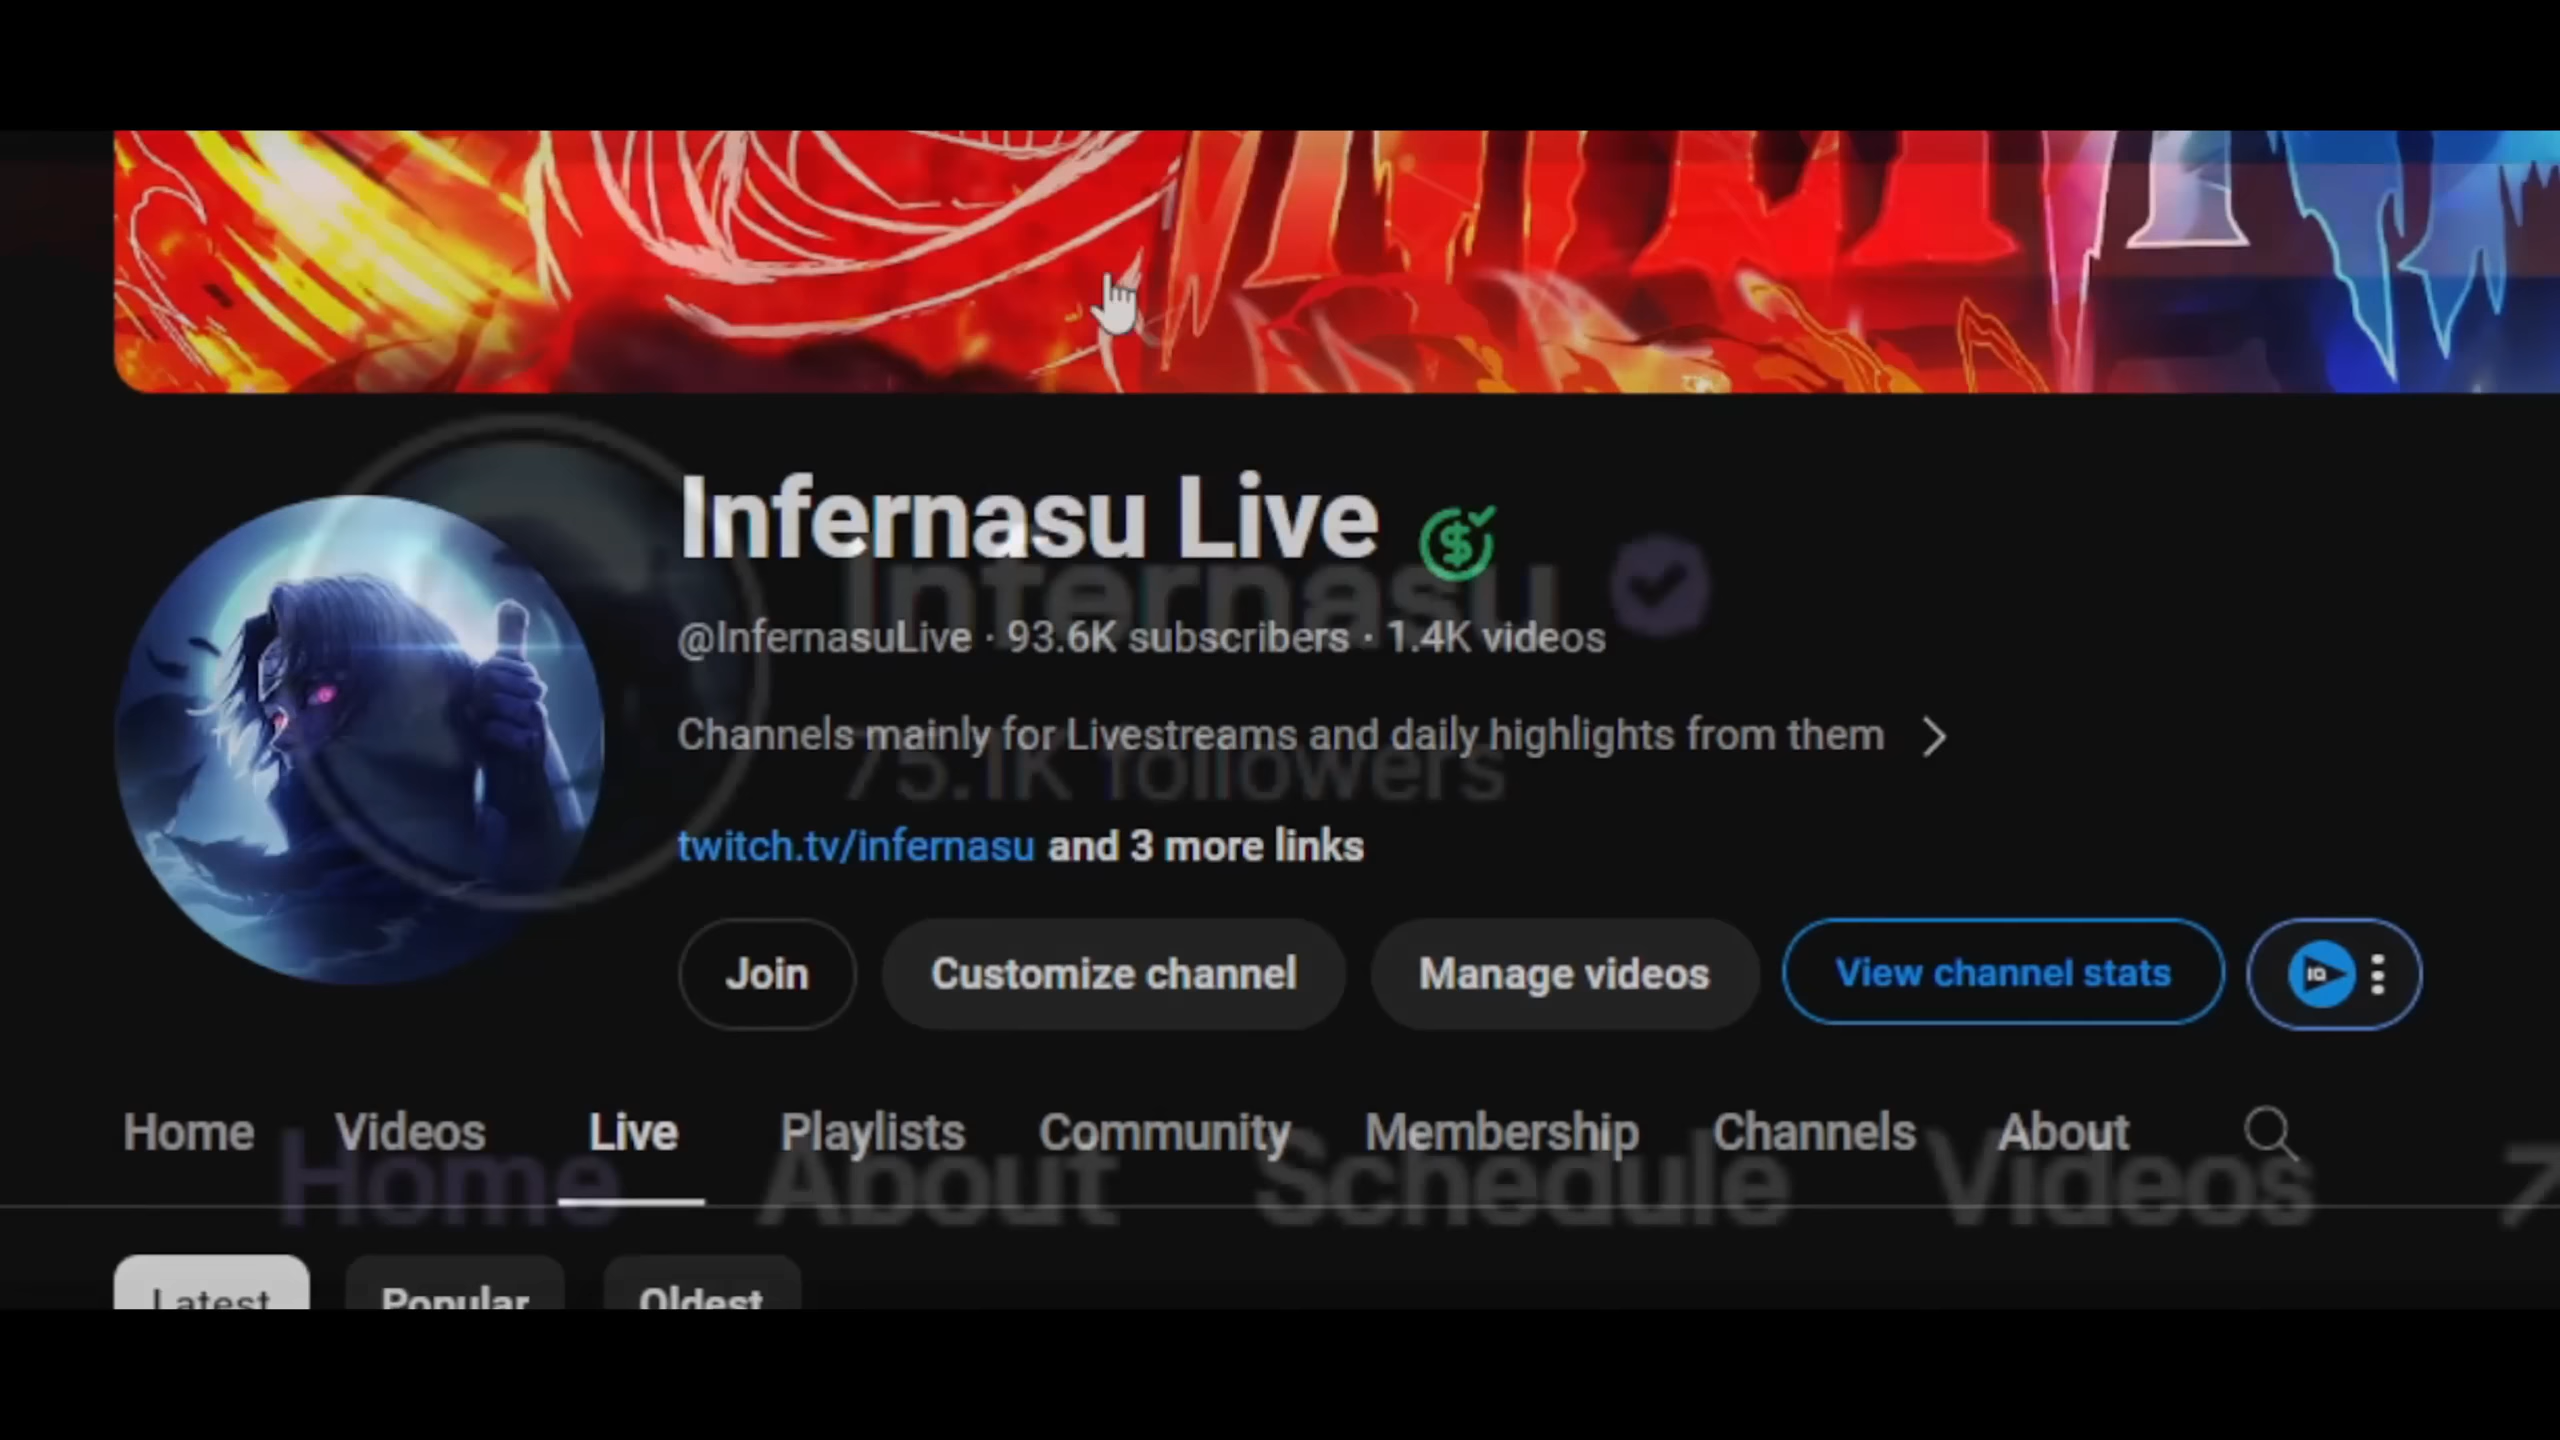 Infernasu Live
Infernasu
@InfernasuLive · 93.6K subscribers · 1.4K videos
Channels mainly for Livestreams and daily highlights from them
75.1K followers
twitch.tv/infernasu and 3 more links
Join Customize channel Manage videos View channel stats IQ
Home Videos Live Playlists Community Membership Channels About
Home About Schedule Videos
Latest Popular Oldest